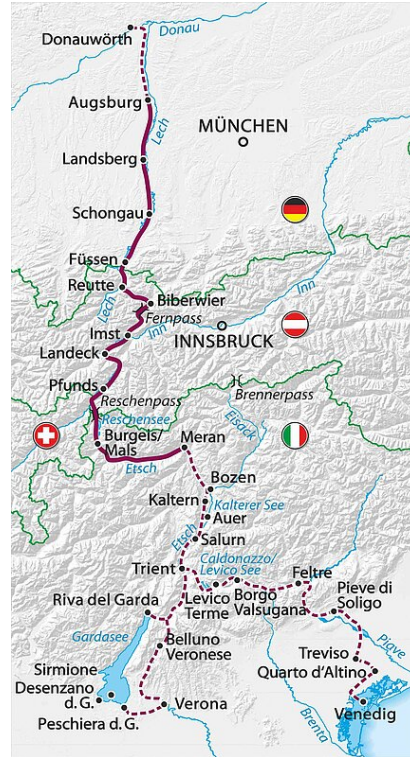 Donauwörth
Donau
Augsburg
Lech
MÜNCHEN
Landsberg
Schongau
Füssen
Reutte
Lech
Biberwier
Inn
Fernpass
Imst
Inn
INNSBRUCK
Landeck
Pfunds
Reschenpass
Brennerpass
Reschensee
Burgeis/
Mals
Eisack
Meran
Etsch
Bozen
Kaltern
Kalterer See
Auer
Etsch
Salurn
Caldonazzo/
Levico See
Trient
Feltre
Levico
Terme
Borgo
Valsugana
Pieve di
Soligo
Riva del Garda
Gardasee
Belluno
Veronese
Piave
Treviso
Sirmione
Quarto d'Altino
Desenzano
d. G.
Verona
Peschiera d. G.
Brenta
Venedig